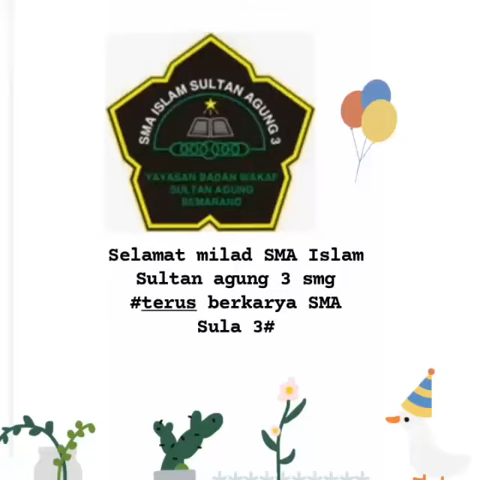 SMA ISLAM SULTAN AGUNG 3
YAYASAN BADAN WAKAF
SULTAN AGUNG
SEMARANG
Selamat milad SMA Islam
Sultan agung 3 smg
#terus berkarya SMA
Sula 3#